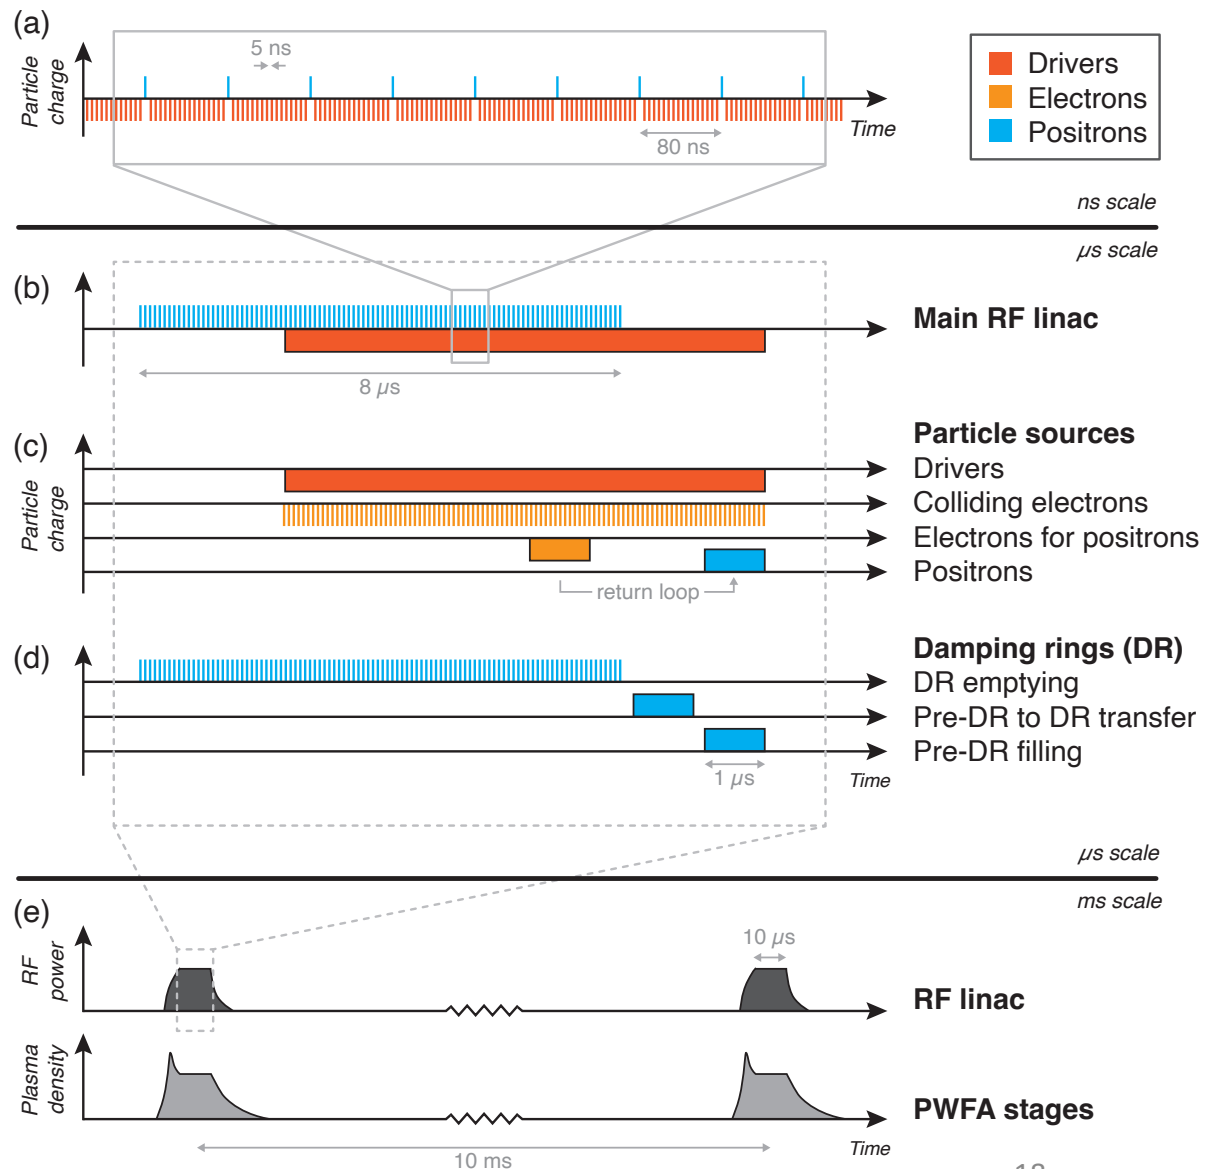 (a)
Particle
charge
5 ns
80 ns
Time
Drivers
Electrons
Positrons
ns scale
μs scale
(b)
8 μs
Main RF linac
(c)
Particle
charge
return loop
Particle sources
Drivers
Colliding electrons
Electrons for positrons
Positrons
(d)
Damping rings (DR)
DR emptying
Pre-DR to DR transfer
Pre-DR filling
1 μs
Time
μs scale
ms scale
(e)
RF
power
10 μs
RF linac
Plasma
density
PWFA stages
10 ms
Time